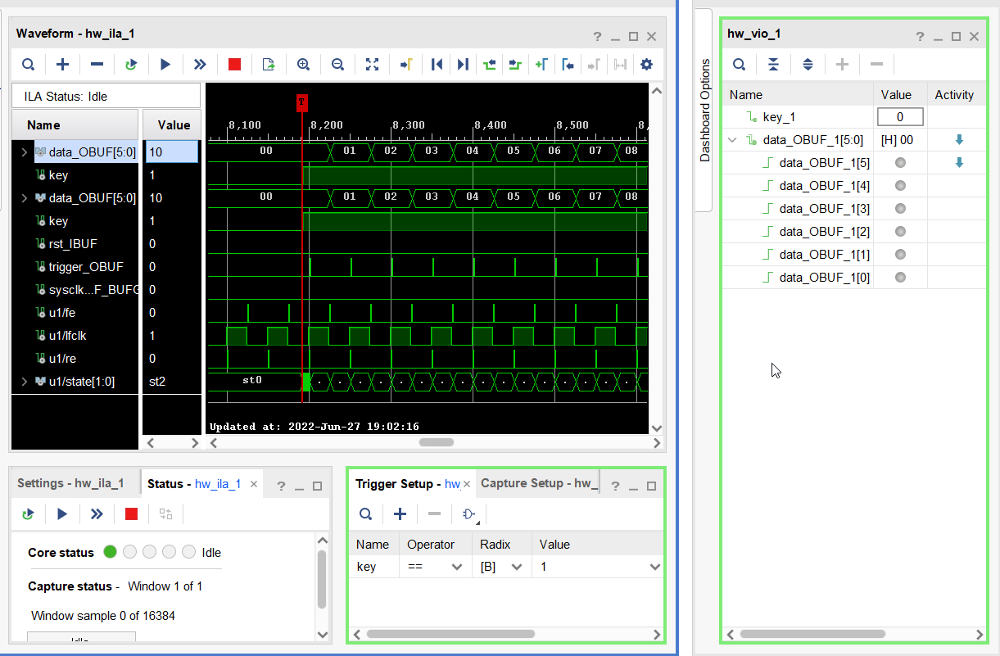 Waveform - hw_ila_1
ILA Status: Idle
Name Value
data_OBUF[5:0] 10
key 1
data_OBUF[5:0] 10
key 1
rst_IBUF 0
trigger_OBUF 0
sysclk...F_BUFG 0
u1/fe 0
u1/lfclk 1
u1/re 0
u1/state[1:0] st2
T
8,100 8,200 8,300 8,400 8,500 8,
00 01 02 03 04 05 06 07 08
00 01 02 03 04 05 06 07 08
st0
Updated at: 2022-Jun-27 19:02:16
Settings - hw_ila_1
Status - hw_ila_1
Core status Idle
Capture status - Window 1 of 1
Window sample 0 of 16384
Trigger Setup - hw_
Capture Setup - hw_
Name Operator Radix Value
key == [B] 1
Dashboard Options
hw_vio_1
Name Value Activity
key_1 0
data_OBUF_1[5:0] [H] 00
data_OBUF_1[5]
data_OBUF_1[4]
data_OBUF_1[3]
data_OBUF_1[2]
data_OBUF_1[1]
data_OBUF_1[0]